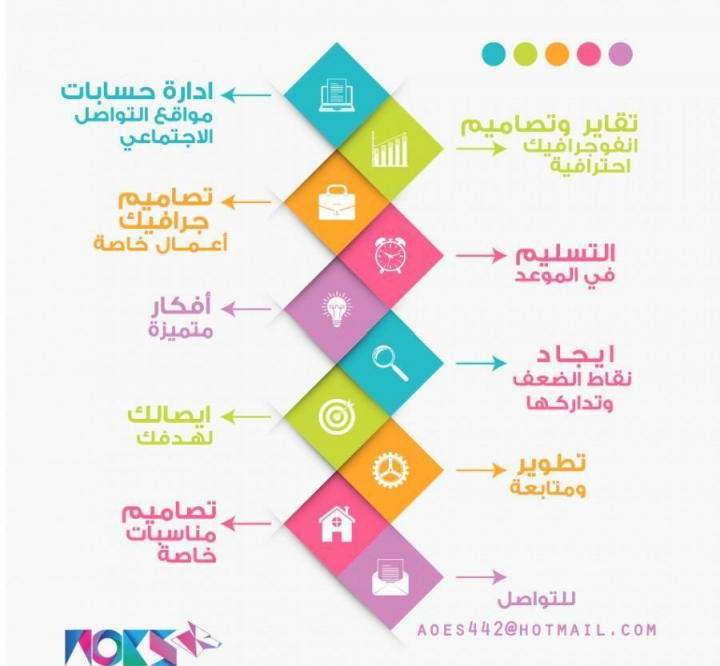 ادارة حسابات
مواقع التواصل
الاجتماعي
تقاير وتصاميم
انفوجرافيك
احترافية
تصاميم
جرافيك
أعـمـال خاصة
التسليم
في الموعد
أفكار
متميزة
ايجاد
نقاط الضعف
وتداركها
ايصالك
لهدفك
تطوير
ومتابعة
تصاميم
مناسبات
خاصة
للتواصل
AOES442@HOTMAIL.COM